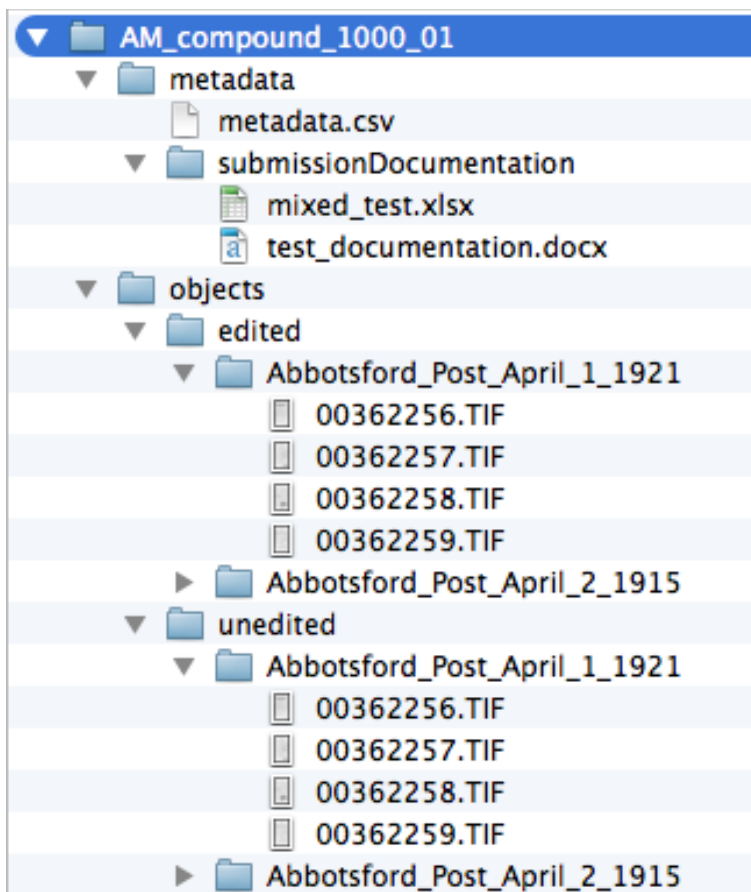 AM_compound_1000_01
metadata
metadata.csv
submissionDocumentation
mixed_test.xlsx
test_documentation.docx
objects
edited
Abbotsford_Post_April_1_1921
00362256.TIF
00362257.TIF
00362258.TIF
00362259.TIF
Abbotsford_Post_April_2_1915
unedited
Abbotsford_Post_April_1_1921
00362256.TIF
00362257.TIF
00362258.TIF
00362259.TIF
Abbotsford_Post_April_2_1915